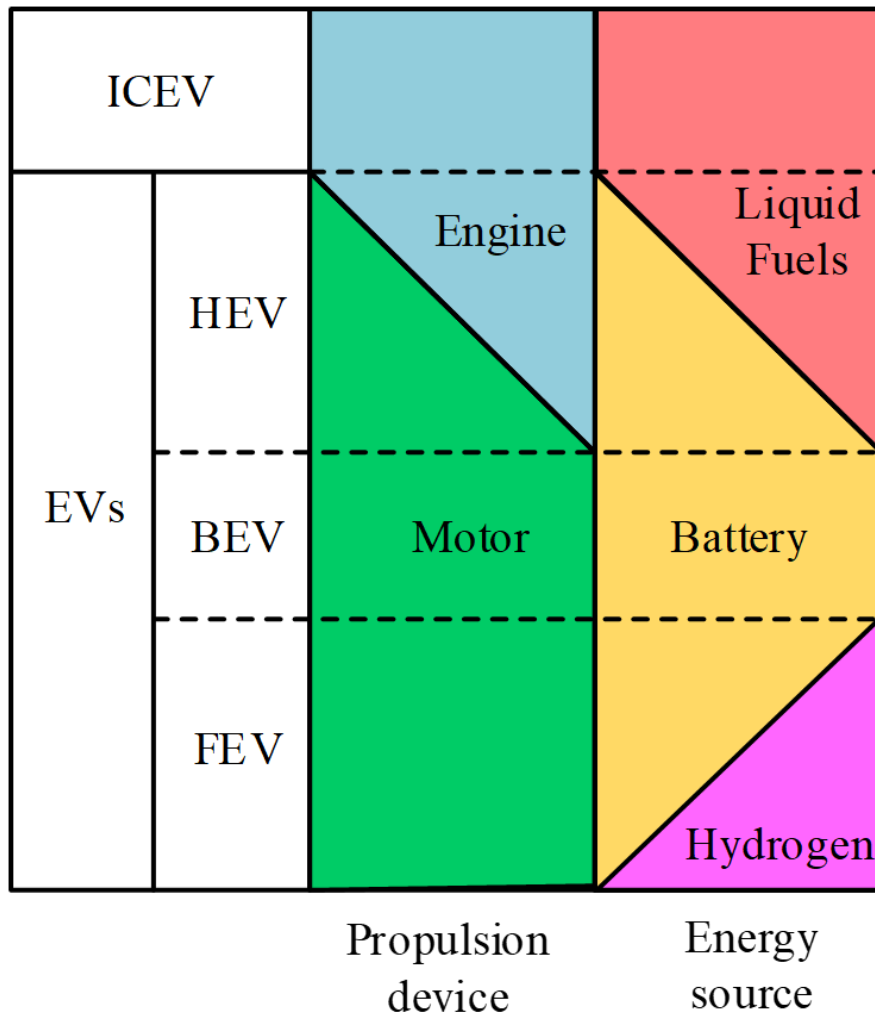 ICEV
Engine
Liquid
Fuels
HEV
EVs
BEV
Motor
Battery
FEV
Hydrogen
Propulsion
device
Energy
source